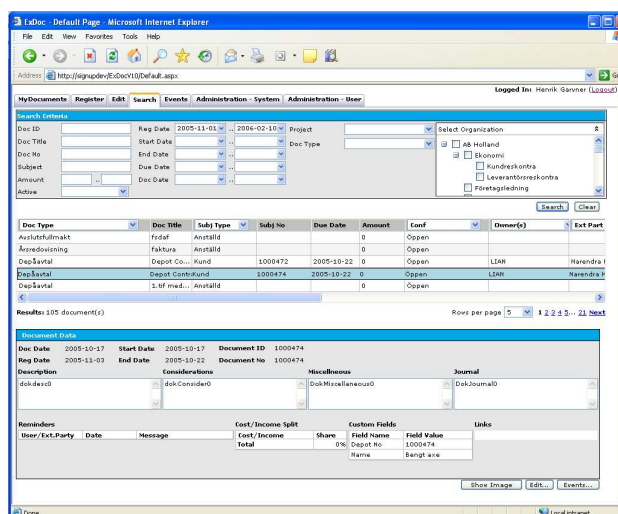 ExDoc - Default Page - Microsoft Internet Explorer
File Edit View Favorites Tools Help
Address http://signupdev/ExDocV10/Default.aspx
Logged In: Henrik Garvner (Logout)
MyDocuments Register Edit Search Events Administration - System Administration - User
Search Criteria
Doc ID Reg Date 2005-11-01 .. 2006-02-10 Project Select Organization
Doc Title Start Date .. Doc Type AB Holland
Doc No End Date .. Ekonomi
Subject Due Date .. Kundreskontra
Amount .. Doc Date .. Leverantörsreskontra
Active Företagsledning
Search Clear
Doc Type Doc Title Subj Type Subj No Due Date Amount Conf Owner(s) Ext Part
Avslutsfullmakt fsdaf Anställd 0 Öppen
Årsredovisning faktura Anställd 0 Öppen
Depåavtal Depot Co... Kund 1000472 2005-10-22 0 Öppen LIAN Narendra
Depåavtal Depot Contr Kund 1000474 2005-10-22 0 Öppen LIAN Narendra
Depåavtal 1.tif med... Anställd 0 Öppen
Results: 105 document(s) Rows per page 5 1 2 3 4 5... 21 Next
Document Data
Doc Date 2005-10-17 Start Date 2005-10-17 Document ID 1000474
Reg Date 2005-11-03 End Date 2005-10-22 Document No 1000474
Description Considerations Miscellneous Journal
dokdesc0 dokConsider0 DokMiscellaneous0 DokJournal0
Reminders Cost/Income Split Custom Fields Links
User/Ext.Party Date Message Cost/Income Share Field Name Field Value
Total 0% Depot No 1000474
Name Bengt axe
Show Image Edit... Events...
Done Local intranet